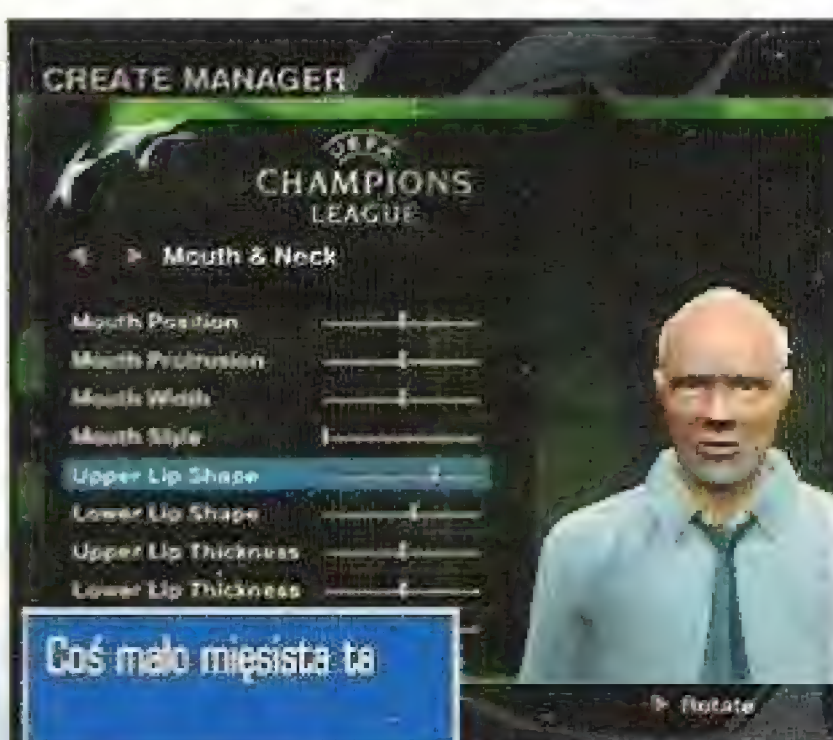 CREATE MANAGER
UEFA
CHAMPIONS
LEAGUE
Mouth & Neck
Mouth Position
Mouth Protrusion
Mouth Width
Mouth Style
Upper Lip Shape
Lower Lip Shape
Upper Lip Thickness
Lower Lip Thickness
Coś mało mięsista ta
Rotate